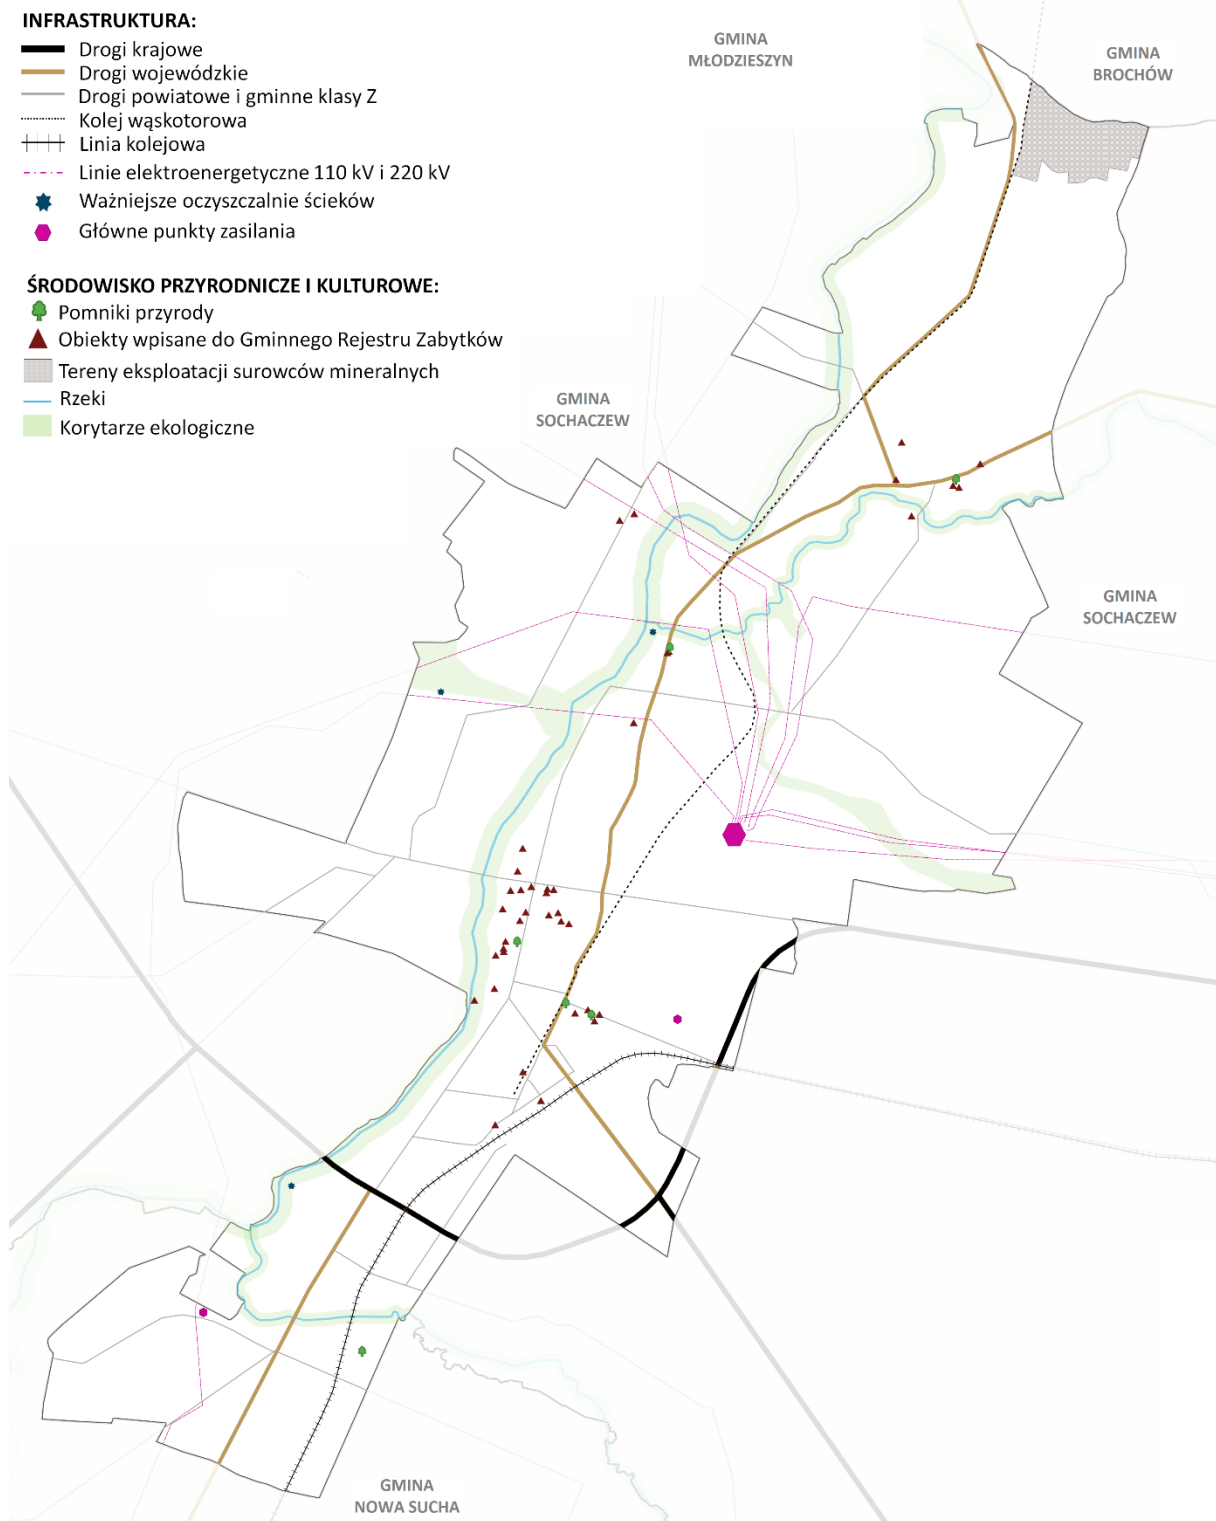 INFRASTRUKTURA:
Drogi krajowe
Drogi wojewódzkie
Drogi powiatowe i gminne klasy Z
Kolej wąskotorowa
Linia kolejowa
Linie elektroenergetyczne 110 kV i 220 kV
Ważniejsze oczyszczalnie ścieków
Główne punkty zasilania
ŚRODOWISKO PRZYRODNICZE I KULTUROWE:
Pomniki przyrody
Obiekty wpisane do Gminnego Rejestru Zabytków
Tereny eksploatacji surowców mineralnych
Rzeki
Korytarze ekologiczne
GMINA
MŁODZIESZYN
GMINA
BROCHÓW
GMINA
SOCHACZEW
GMINA
SOCHACZEW
GMINA
NOWA SUCHA